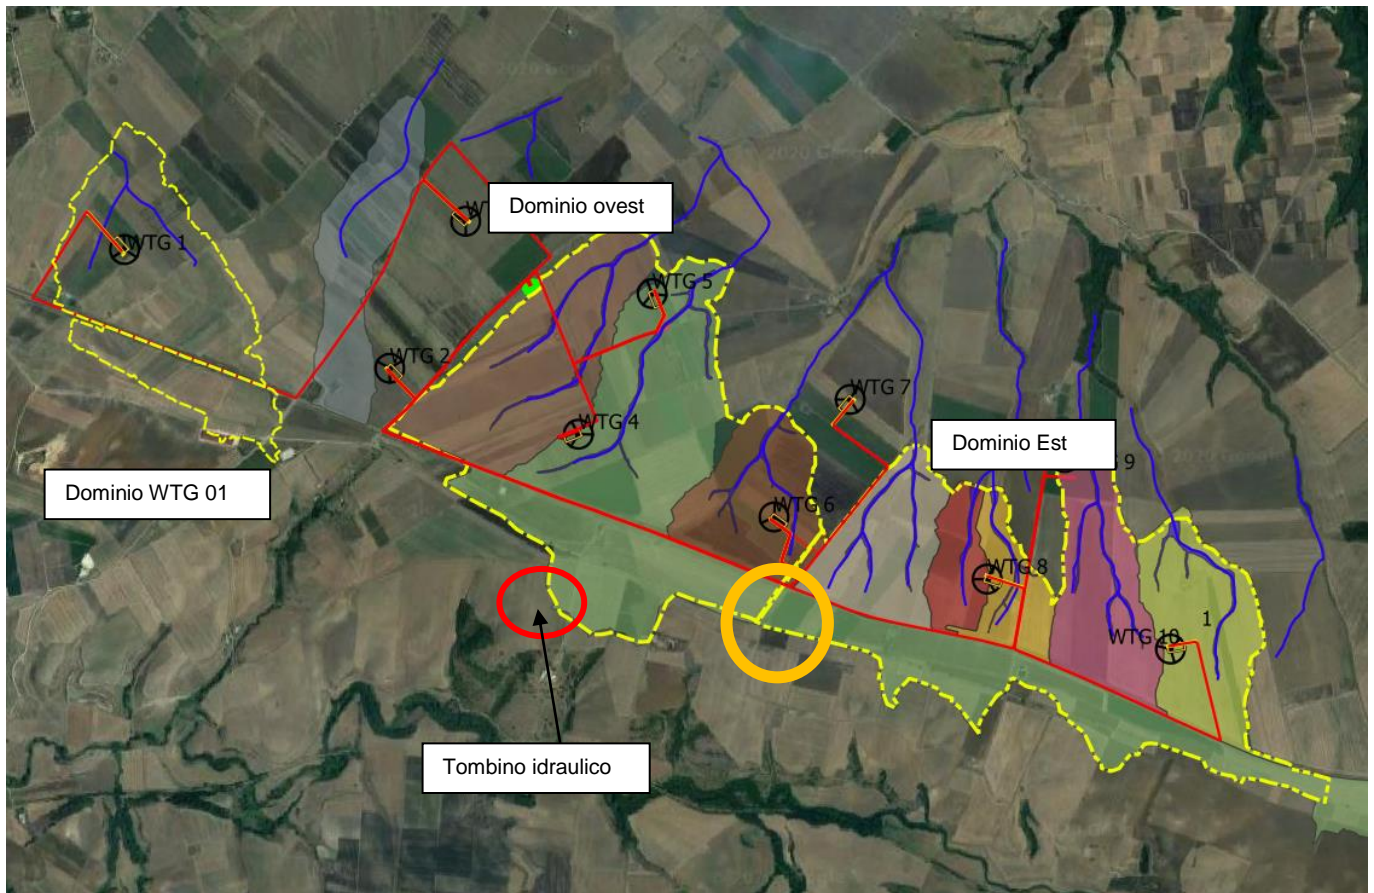 WTG 1
Dominio ovest
WTG 5
WTG 2
WTG 7
WTG 4
Dominio Est
9
Dominio WTG 01
WTG 6
WTG 8
1
WTG 10
Tombino idraulico